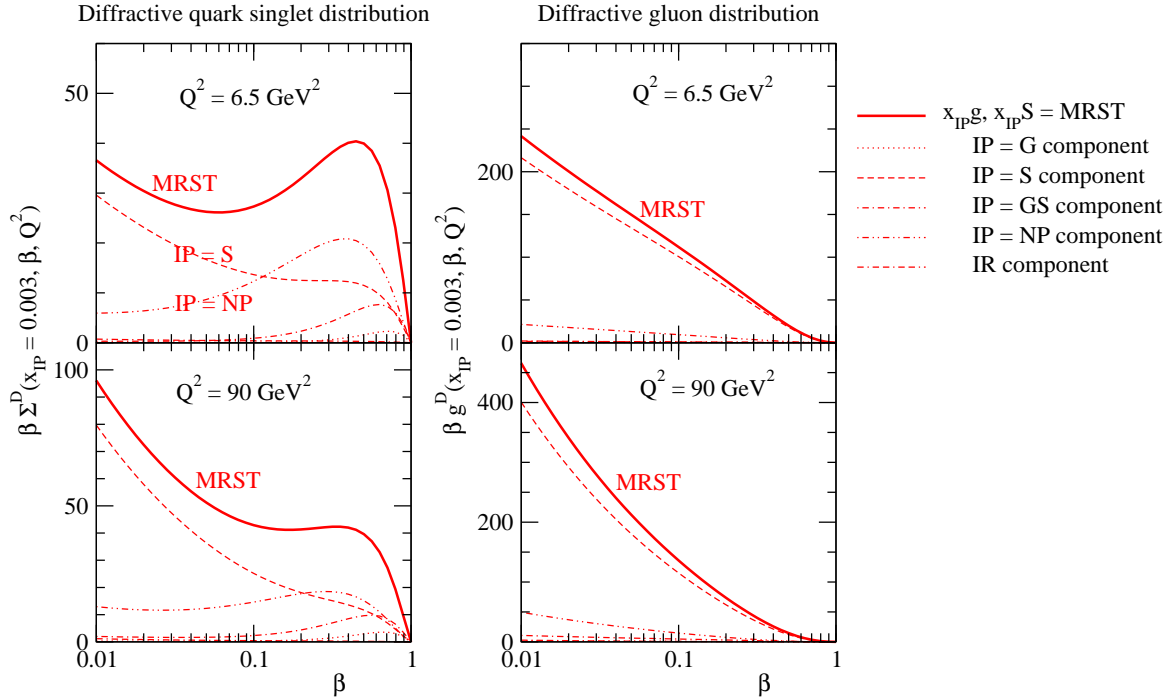 Diffractive quark singlet distribution
Diffractive gluon distribution
β Σ^D(x_IP = 0.003, β, Q^2)
50
0
Q^2 = 6.5 GeV^2
MRST
IP = S
IP = NP
100
50
0
Q^2 = 90 GeV^2
MRST
0.01 0.1 1
β
β g^D(x_IP = 0.003, β, Q^2)
200
0
Q^2 = 6.5 GeV^2
MRST
400
200
0
Q^2 = 90 GeV^2
MRST
0.01 0.1 1
β
x_IP g, x_IP S = MRST
IP = G component
IP = S component
IP = GS component
IP = NP component
IR component